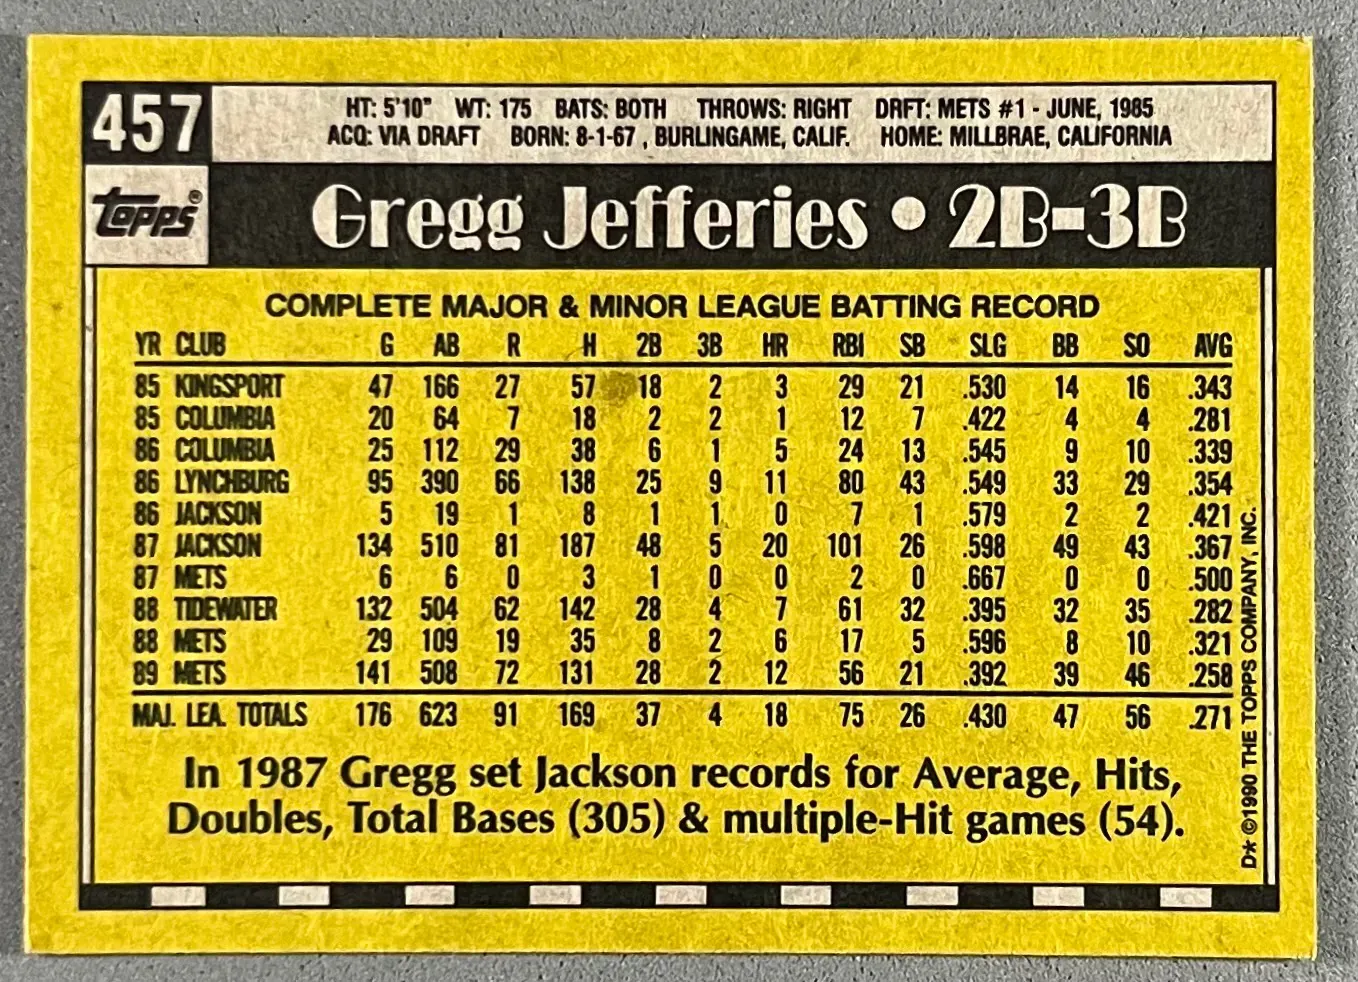 457
HT: 5'10" WT: 175 BATS: BOTH THROWS: RIGHT DRFT: METS #1 - JUNE, 1985
ACQ: VIA DRAFT BORN: 8-1-67 , BURLINGAME, CALIF. HOME: MILLBRAE, CALIFORNIA
Topps®
Gregg Jefferies • 2B-3B
COMPLETE MAJOR & MINOR LEAGUE BATTING RECORD
YR CLUB G AB R H 2B 3B HR RBI SB SLG BB SO AVG
85 KINGSPORT 47 166 27 57 18 2 3 29 21 .530 14 16 .343
85 COLUMBIA 20 64 7 18 2 2 1 12 7 .422 4 4 .281
86 COLUMBIA 25 112 29 38 6 1 5 24 13 .545 9 10 .339
86 LYNCHBURG 95 390 66 138 25 9 11 80 43 .549 33 29 .354
86 JACKSON 5 19 1 8 1 1 0 7 1 .579 2 2 .421
87 JACKSON 134 510 81 187 48 5 20 101 26 .598 49 43 .367
87 METS 6 6 0 3 1 0 0 2 0 .667 0 0 .500
88 TIDEWATER 132 504 62 142 28 4 7 61 32 .395 32 35 .282
88 METS 29 109 19 35 8 2 6 17 5 .596 8 10 .321
89 METS 141 508 72 131 28 2 12 56 21 .392 39 46 .258
MAJ. LEA. TOTALS 176 623 91 169 37 4 18 75 26 .430 47 56 .271
In 1987 Gregg set Jackson records for Average, Hits,
Doubles, Total Bases (305) & multiple-Hit games (54).
D* ©1990 THE TOPPS COMPANY, INC.